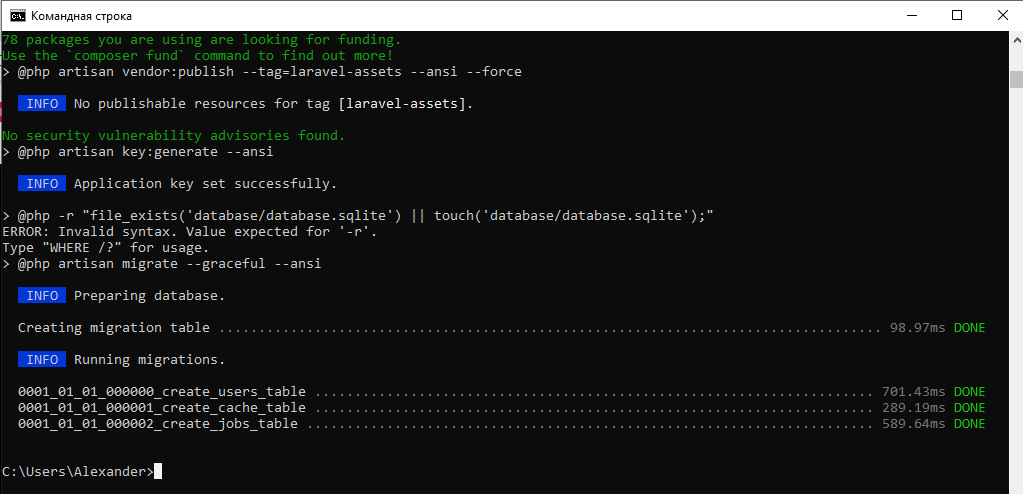 Командная строка
78 packages you are using are looking for funding.
Use the `composer fund` command to find out more!
> @php artisan vendor:publish --tag=laravel-assets --ansi --force
INFO No publishable resources for tag [laravel-assets].
No security vulnerability advisories found.
> @php artisan key:generate --ansi
INFO Application key set successfully.
> @php -r "file_exists('database/database.sqlite') || touch('database/database.sqlite');"
ERROR: Invalid syntax. Value expected for '-r'.
Type "WHERE /?" for usage.
> @php artisan migrate --graceful --ansi
INFO Preparing database.
Creating migration table ................................................................................... 98.97ms DONE
INFO Running migrations.
0001_01_01_000000_create_users_table ...................................................................... 701.43ms DONE
0001_01_01_000001_create_cache_table ...................................................................... 289.19ms DONE
0001_01_01_000002_create_jobs_table ....................................................................... 589.64ms DONE
C:\Users\Alexander>